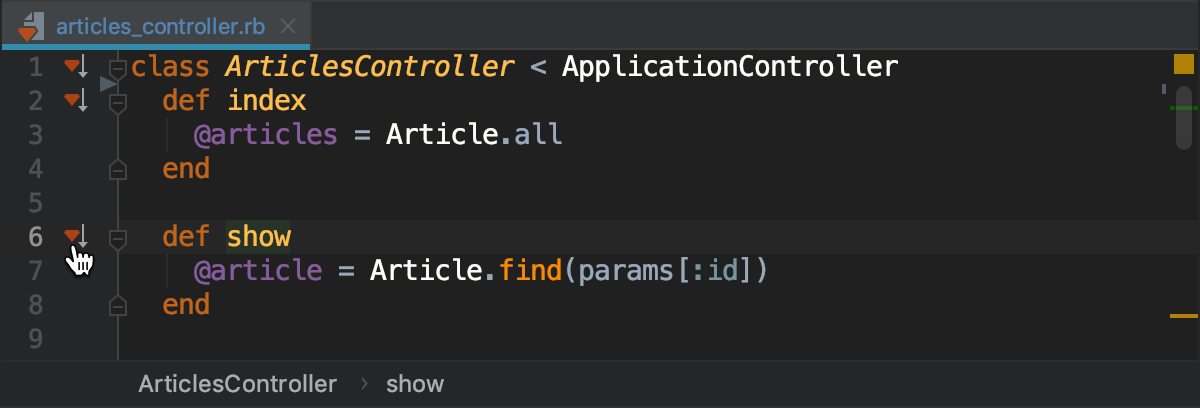 articles_controller.rb
1 class ArticlesController < ApplicationController
2 def index
3 @articles = Article.all
4 end
5
6 def show
7 @article = Article.find(params[:id])
8 end
9
ArticlesController › show